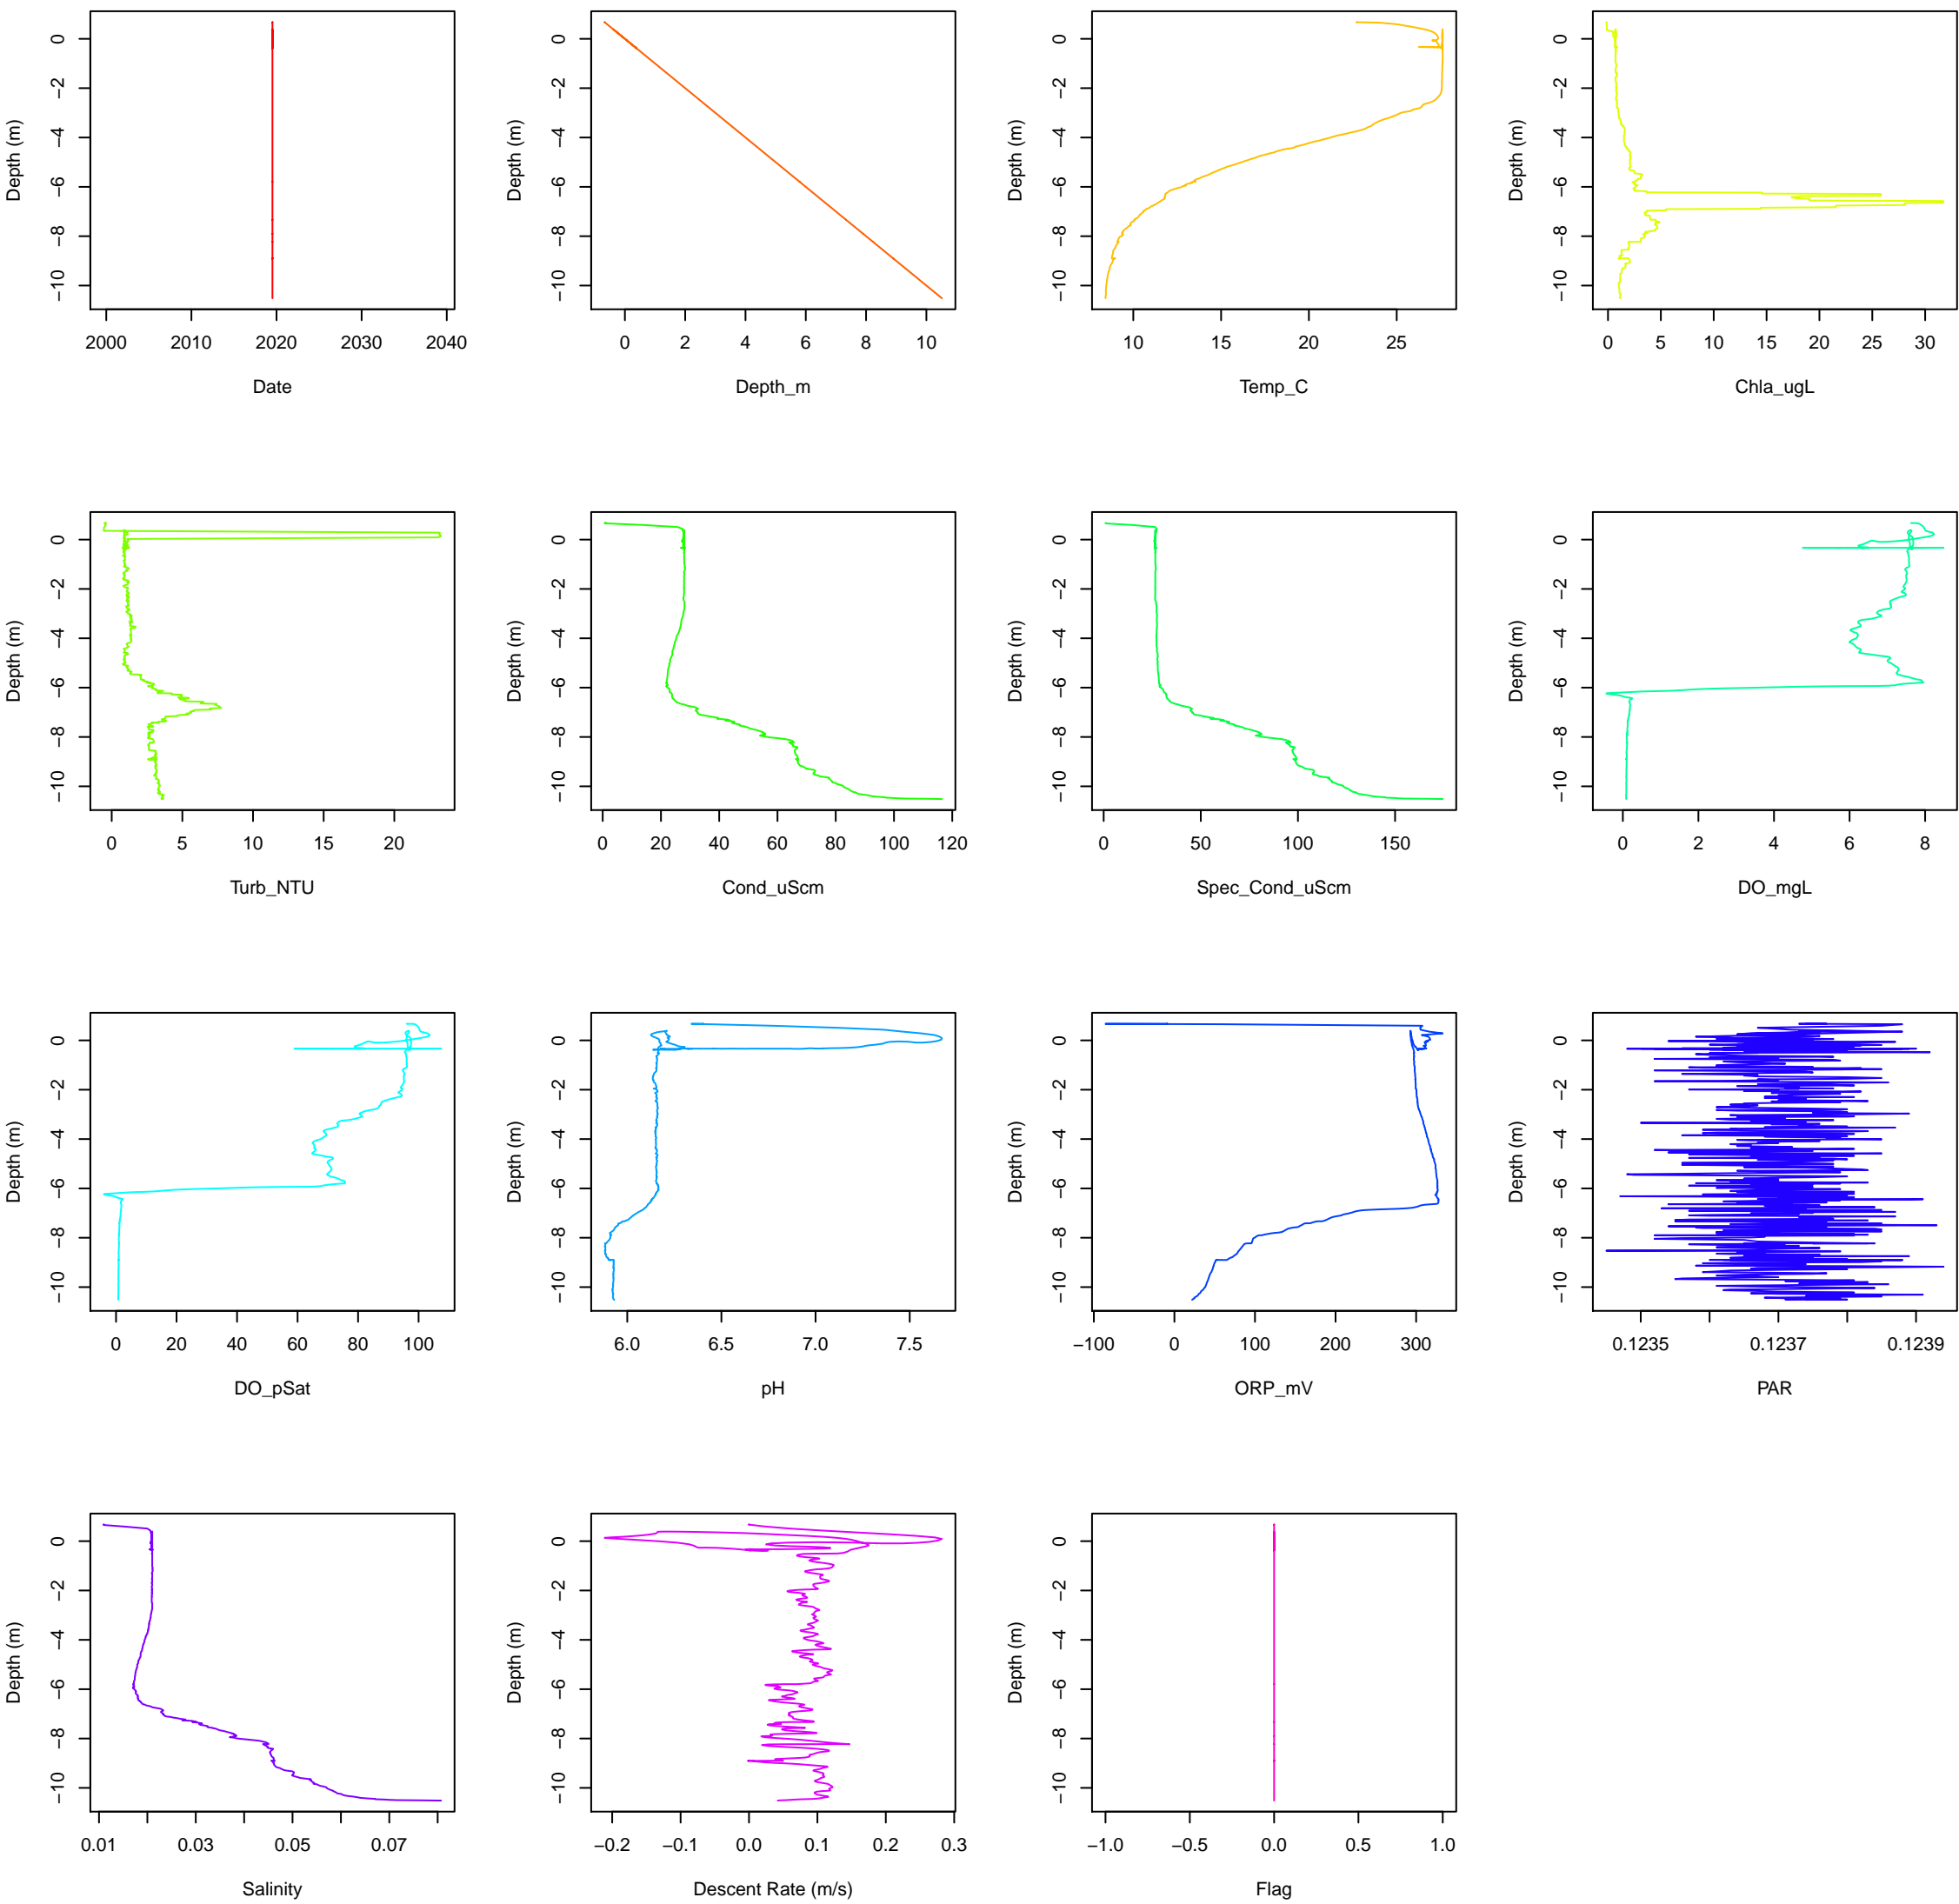 Depth (m)
0
−2
−4
−6
−8
−10
2000 2010 2020 2030 2040
Date
Depth (m)
0
−2
−4
−6
−8
−10
0 2 4 6 8 10
Depth_m
Depth (m)
0
−2
−4
−6
−8
−10
10 15 20 25
Temp_C
Depth (m)
0
−2
−4
−6
−8
−10
0 5 10 15 20 25 30
Chla_ugL
Depth (m)
0
−2
−4
−6
−8
−10
0 5 10 15 20
Turb_NTU
Depth (m)
0
−2
−4
−6
−8
−10
0 20 40 60 80 100 120
Cond_uScm
Depth (m)
0
−2
−4
−6
−8
−10
0 50 100 150
Spec_Cond_uScm
Depth (m)
0
−2
−4
−6
−8
−10
0 2 4 6 8
DO_mgL
Depth (m)
0
−2
−4
−6
−8
−10
0 20 40 60 80 100
DO_pSat
Depth (m)
0
−2
−4
−6
−8
−10
6.0 6.5 7.0 7.5
pH
Depth (m)
0
−2
−4
−6
−8
−10
−100 0 100 200 300
ORP_mV
Depth (m)
0
−2
−4
−6
−8
−10
0.1235 0.1237 0.1239
PAR
Depth (m)
0
−2
−4
−6
−8
−10
0.01 0.03 0.05 0.07
Salinity
Depth (m)
0
−2
−4
−6
−8
−10
−0.2 −0.1 0.0 0.1 0.2 0.3
Descent Rate (m/s)
Depth (m)
0
−2
−4
−6
−8
−10
−1.0 −0.5 0.0 0.5 1.0
Flag